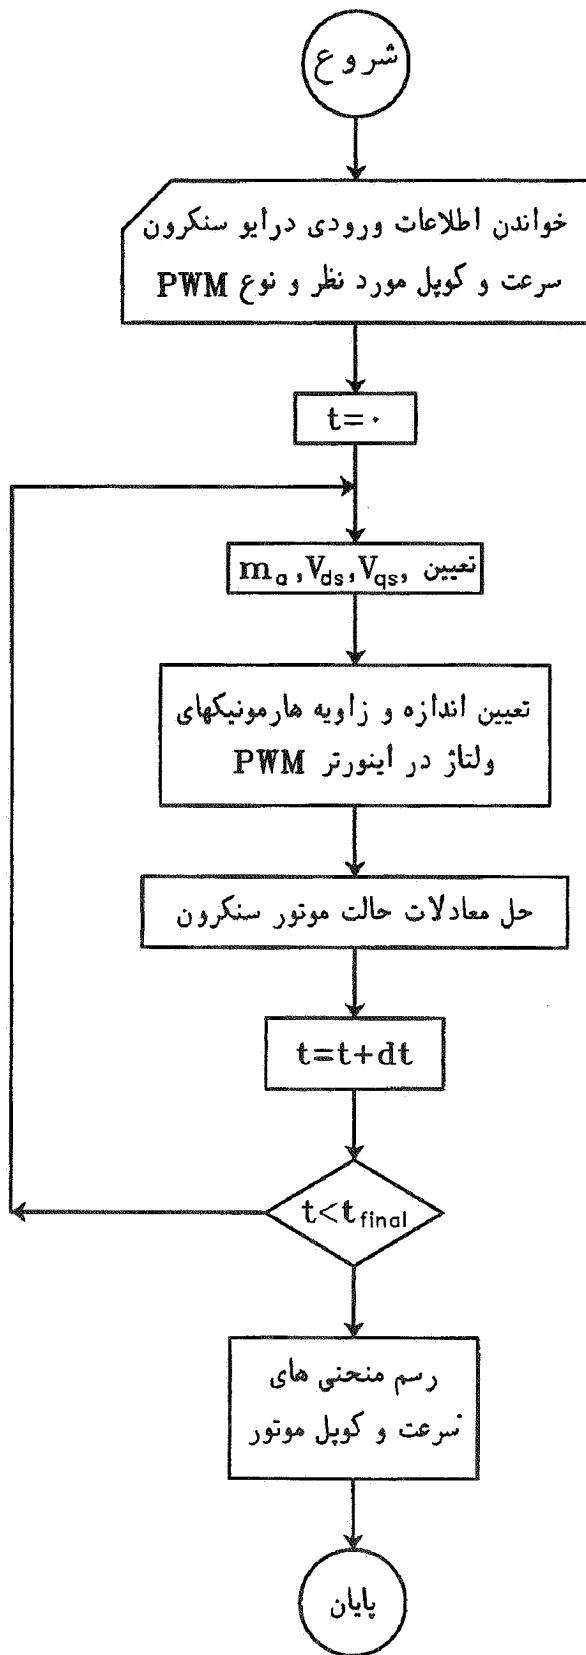 شروع
خواندن اطلاعات ورودی درایو سنکرون
سرعت و کوپل مورد نظر و نوع PWM
t=۰
تعیین m_a,V_ds,V_qs,
تعیین اندازه و زاویه هارمونیکهای
ولتاژ در اینورتر PWM
حل معادلات حالت موتور سنکرون
t=t+dt
t<t_final
رسم منحنی های
سرعت و کوپل موتور
پایان